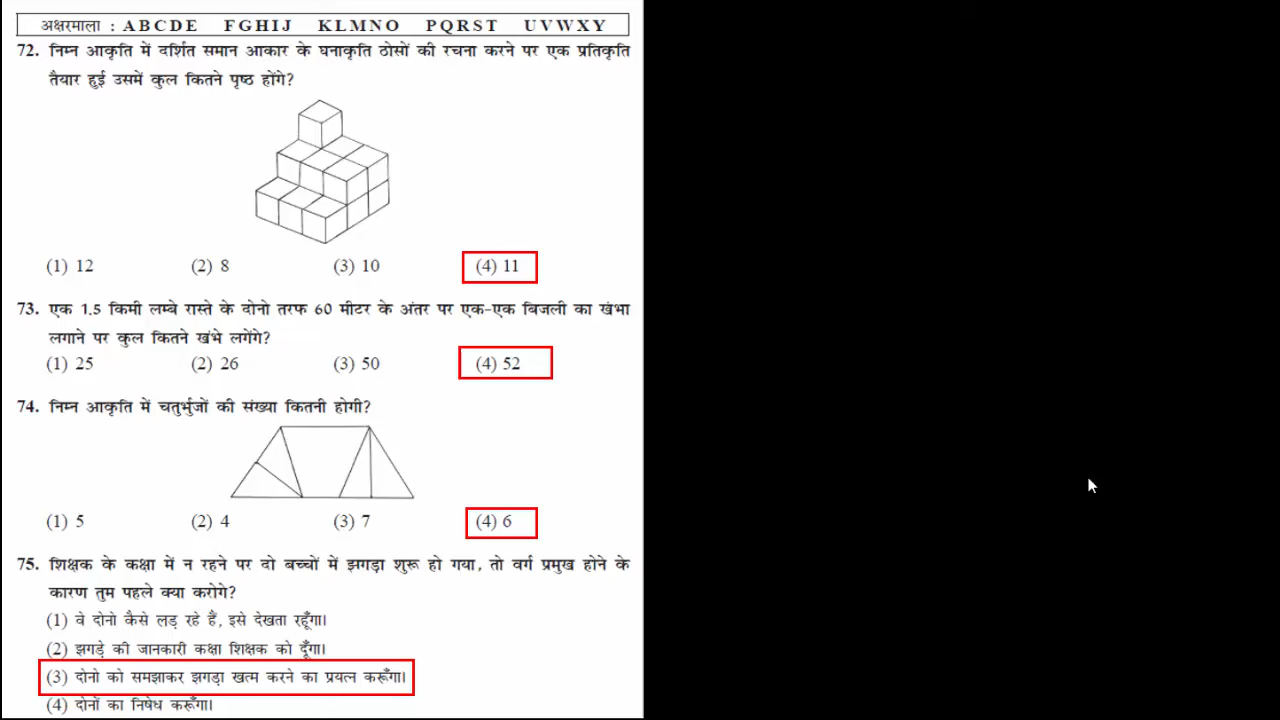 अक्षरमाला : A B C D E F G H I J K L M N O P Q R S T U V W X Y
72. निम्न आकृति में दर्शित समान आकार के घनाकृति ठोसों की रचना करने पर एक प्रतिकृति
तैयार हुई उसमें कुल कितने पृष्ठ होंगे?
(1) 12 (2) 8 (3) 10 (4) 11
73. एक 1.5 किमी लम्बे रास्ते के दोनो तरफ 60 मीटर के अंतर पर एक-एक बिजली का खंभा
लगाने पर कुल कितने खंभे लगेंगे?
(1) 25 (2) 26 (3) 50 (4) 52
74. निम्न आकृति में चतुर्भुजों की संख्या कितनी होगी?
(1) 5 (2) 4 (3) 7 (4) 6
75. शिक्षक के कक्षा में न रहने पर दो बच्चों में झगड़ा शुरू हो गया, तो वर्ग प्रमुख होने के
कारण तुम पहले क्या करोगे?
(1) वे दोनो कैसे लड़ रहे हैं, इसे देखता रहूँगा।
(2) झगड़े की जानकारी कक्षा शिक्षक को दूँगा।
(3) दोनो को समझाकर झगड़ा खत्म करने का प्रयत्न करूँगा।
(4) दोनों का निषेध करूँगा।